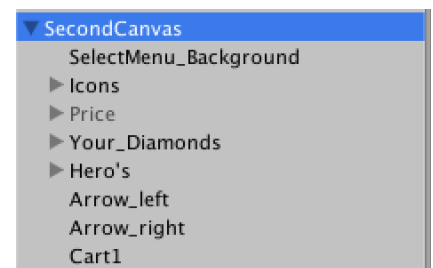 SecondCanvas
SelectMenu_Background
Icons
Price
Your_Diamonds
Hero's
Arrow_left
Arrow_right
Cart1